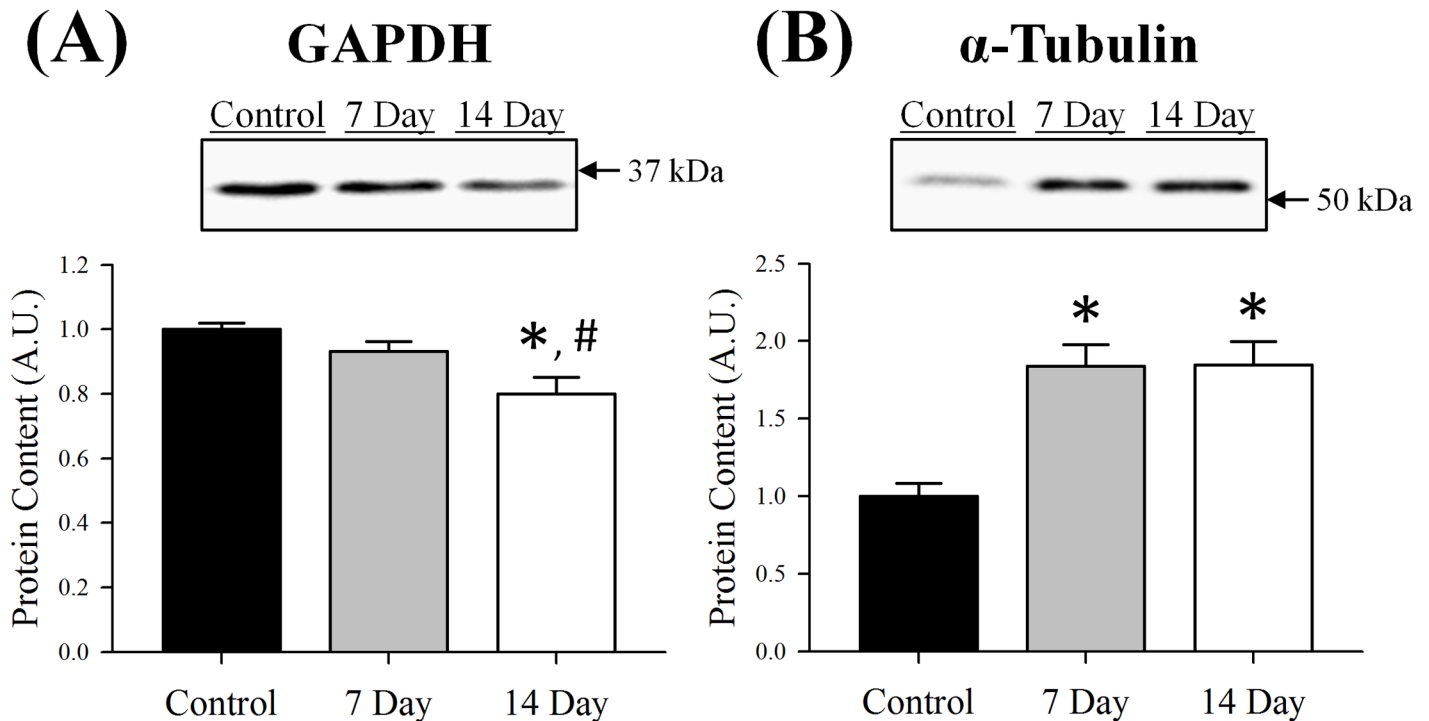 (A) GAPDH
Control 7 Day 14 Day
37 kDa
Protein Content (A.U.)
1.2
1.0
0.8
0.6
0.4
0.2
0.0
*, #
Control 7 Day 14 Day
(B) α-Tubulin
Control 7 Day 14 Day
50 kDa
Protein Content (A.U.)
2.5
2.0
1.5
1.0
0.5
0.0
* *
Control 7 Day 14 Day